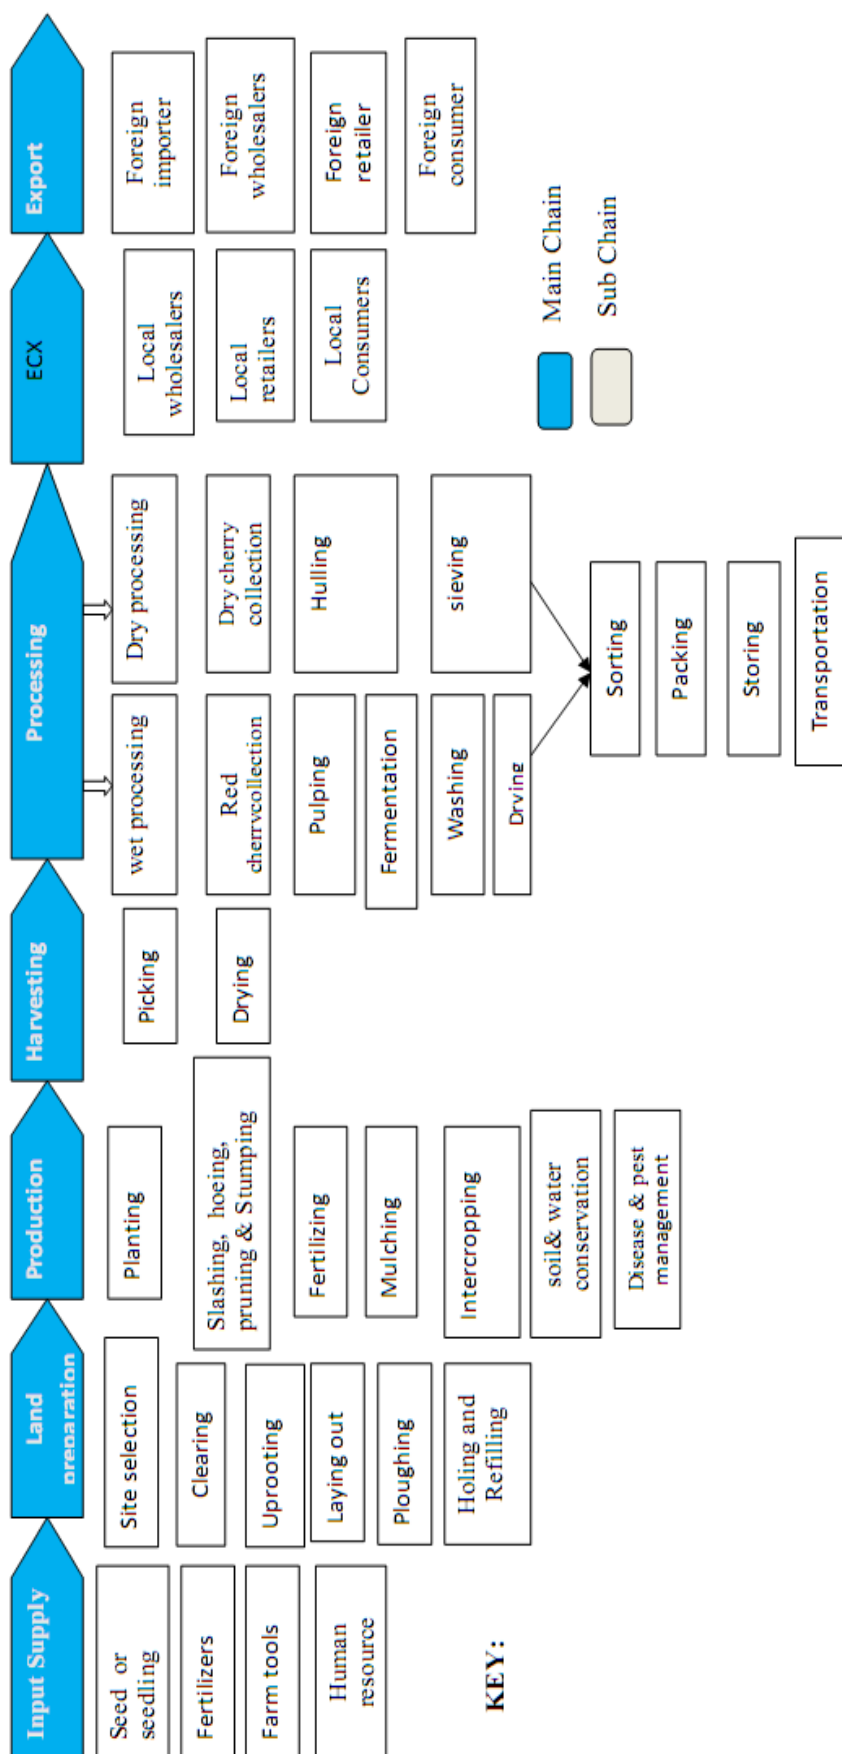 Input Supply
Land
preparation
Production
Harvesting
Processing
ECX
Export
Seed or
seedling
Fertilizers
Farm tools
Human
resource
Site selection
Clearing
Uprooting
Laying out
Ploughing
Holing and
Refilling
Planting
Slashing, hoeing,
pruning & Stumping
Fertilizing
Mulching
Intercropping
soil& water
conservation
Disease & pest
management
Picking
Drying
wet processing
Red
cherrvcollection
Pulping
Fermentation
Washing
Drving
Dry processing
Dry cherry
collection
Hulling
sieving
Sorting
Packing
Storing
Transportation
Local
wholesalers
Local
retailers
Local
Consumers
Foreign
importer
Foreign
wholesalers
Foreign
retailer
Foreign
consumer
KEY:
Main Chain
Sub Chain